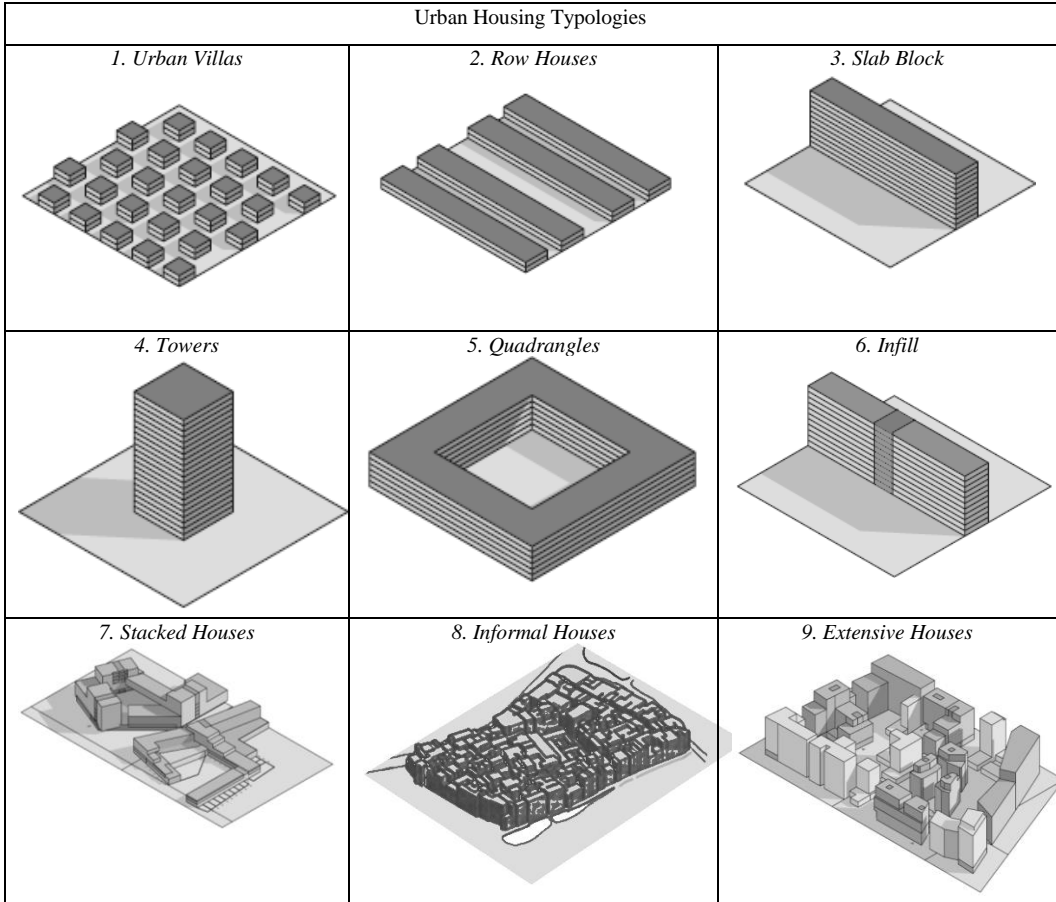 Urban Housing Typologies
1. Urban Villas
2. Row Houses
3. Slab Block
4. Towers
5. Quadrangles
6. Infill
7. Stacked Houses
8. Informal Houses
9. Extensive Houses